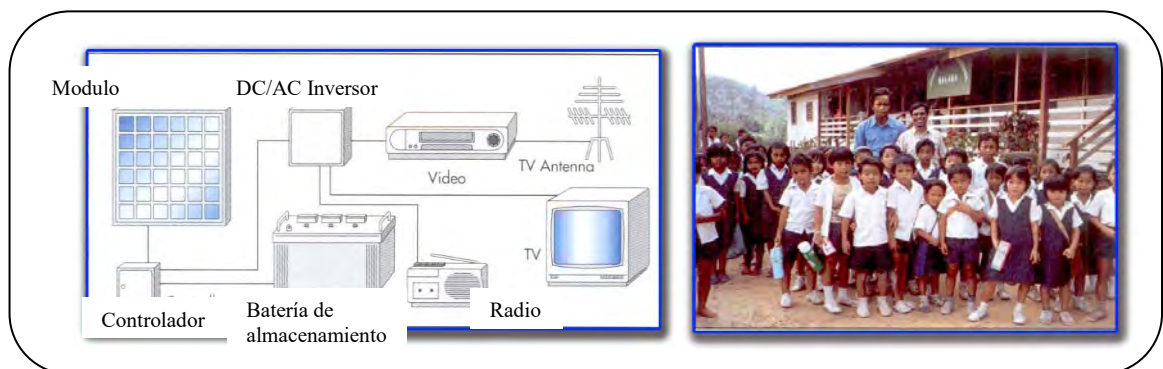 Modulo
DC/AC Inversor
Video
TV Antenna
TV
Controlador
Batería de
almacenamiento
Radio